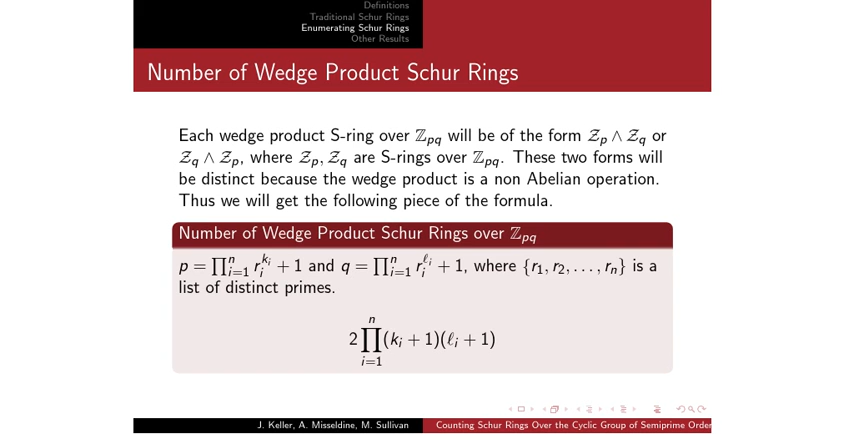 Definitions
Traditional Schur Rings
Enumerating Schur Rings
Other Results
Number of Wedge Product Schur Rings
Each wedge product S-ring over ℤ_{pq} will be of the form 𝒵_p ∧ 𝒵_q or
𝒵_q ∧ 𝒵_p, where 𝒵_p, 𝒵_q are S-rings over ℤ_{pq}. These two forms will
be distinct because the wedge product is a non Abelian operation.
Thus we will get the following piece of the formula.
Number of Wedge Product Schur Rings over ℤ_{pq}
p = ∏_{i=1}^{n} r_i^{k_i} + 1 and q = ∏_{i=1}^{n} r_i^{ℓ_i} + 1, where {r_1, r_2, . . . , r_n} is a
list of distinct primes.
2 ∏_{i=1}^{n} (k_i + 1)(ℓ_i + 1)
J. Keller, A. Misseldine, M. Sullivan
Counting Schur Rings Over the Cyclic Group of Semiprime Order